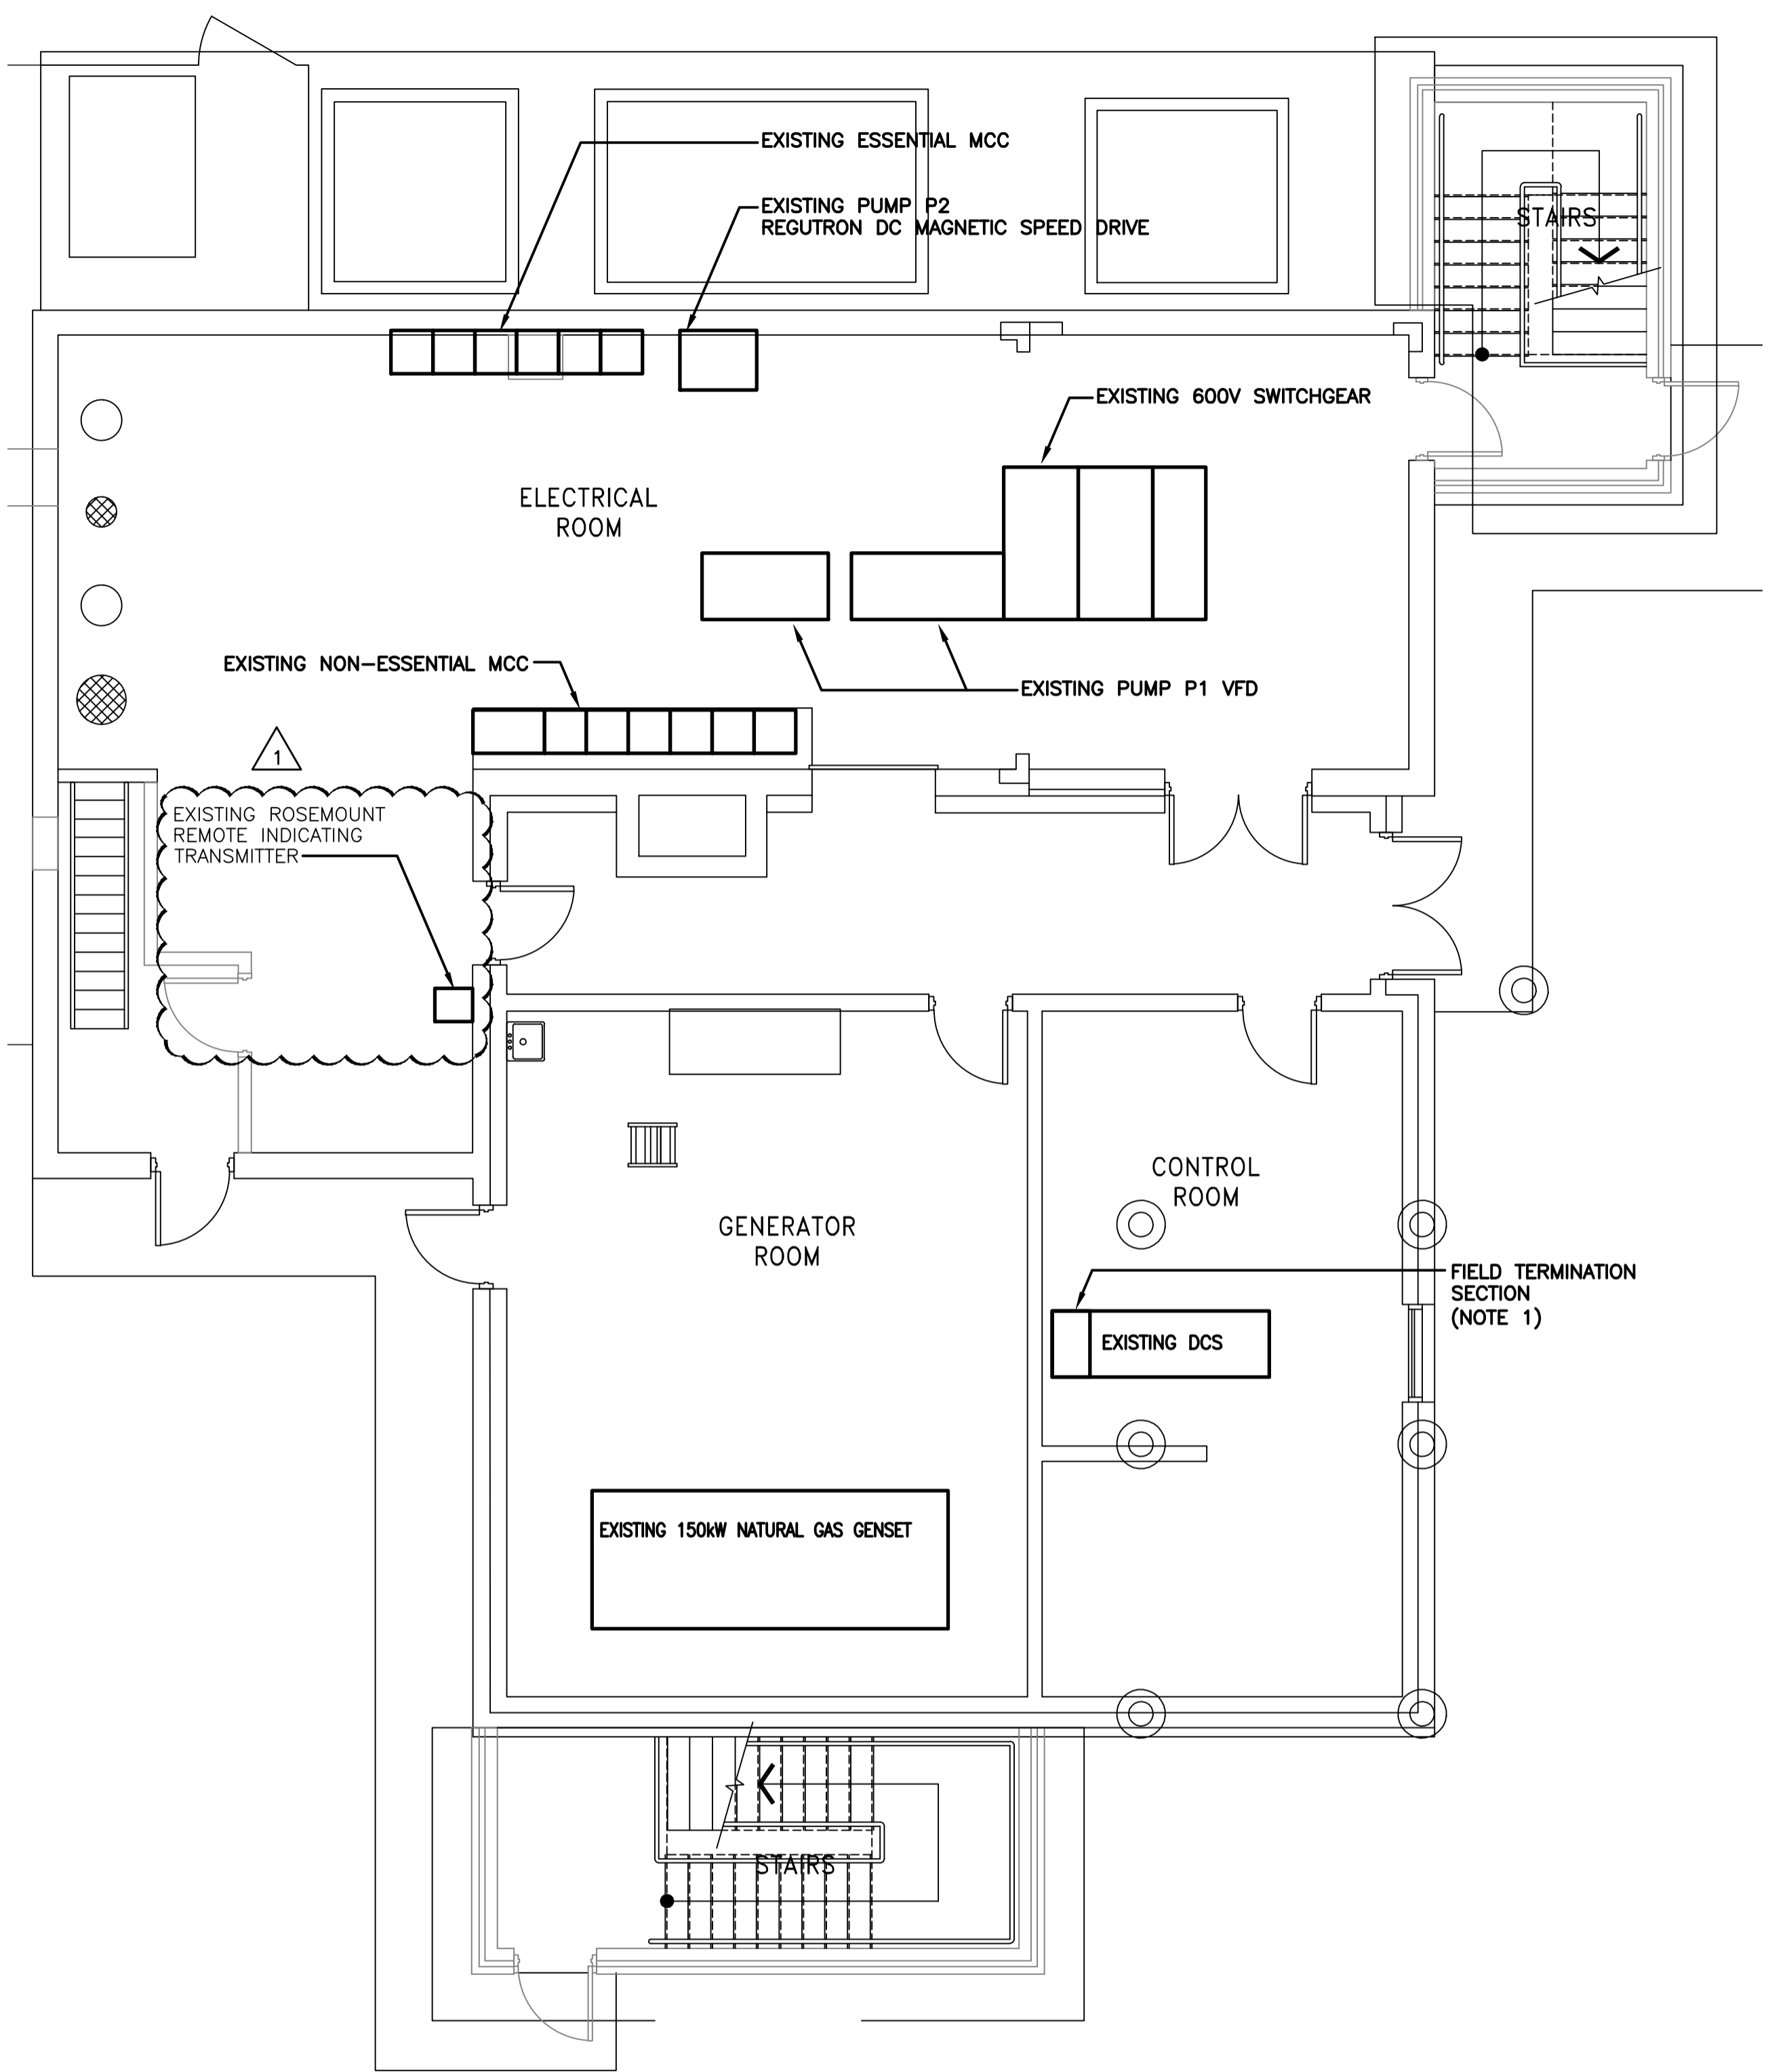 EXISTING ESSENTIAL MCC
EXISTING PUMP P2
REGUTRON DC MAGNETIC SPEED DRIVE
STAIRS
EXISTING 600V SWITCHGEAR
ELECTRICAL
ROOM
EXISTING NON-ESSENTIAL MCC
EXISTING PUMP P1 VFD
1
EXISTING ROSEMOUNT
REMOTE INDICATING
TRANSMITTER
CONTROL
ROOM
GENERATOR
ROOM
FIELD TERMINATION
SECTION
(NOTE 1)
EXISTING DCS
EXISTING 150kW NATURAL GAS GENSET
STAIRS